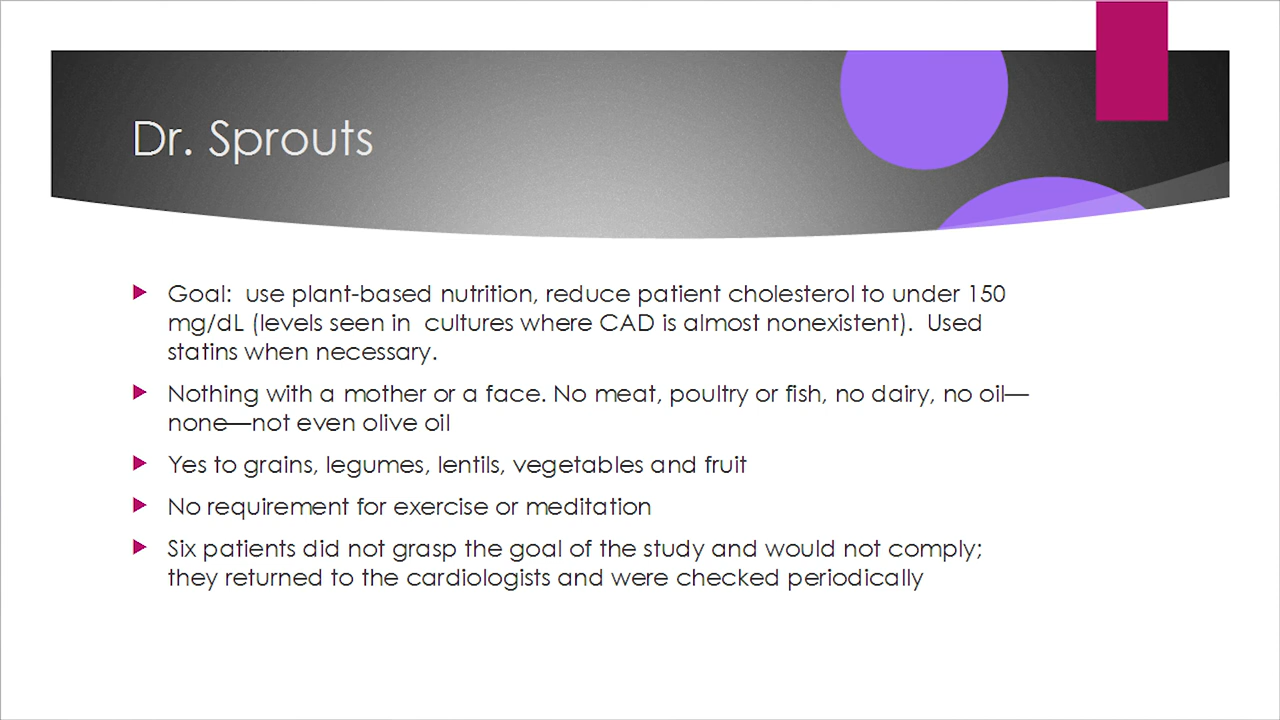 Dr. Sprouts
Goal:  use plant-based nutrition, reduce patient cholesterol to under 150
mg/dL (levels seen in  cultures where CAD is almost nonexistent).  Used
statins when necessary.
Nothing with a mother or a face. No meat, poultry or fish, no dairy, no oil—
none—not even olive oil
Yes to grains, legumes, lentils, vegetables and fruit
No requirement for exercise or meditation
Six patients did not grasp the goal of the study and would not comply;
they returned to the cardiologists and were checked periodically